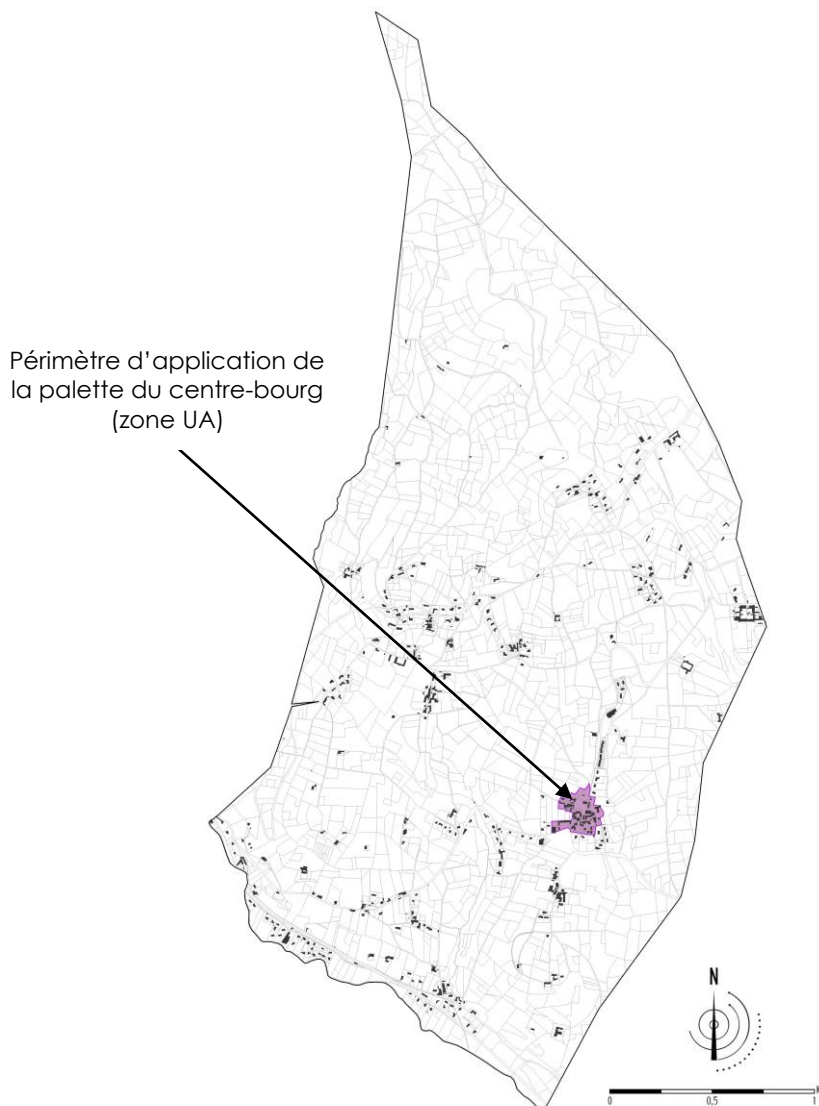 Périmètre d’application de
la palette du centre-bourg
(zone UA)
N
0 0,5 1